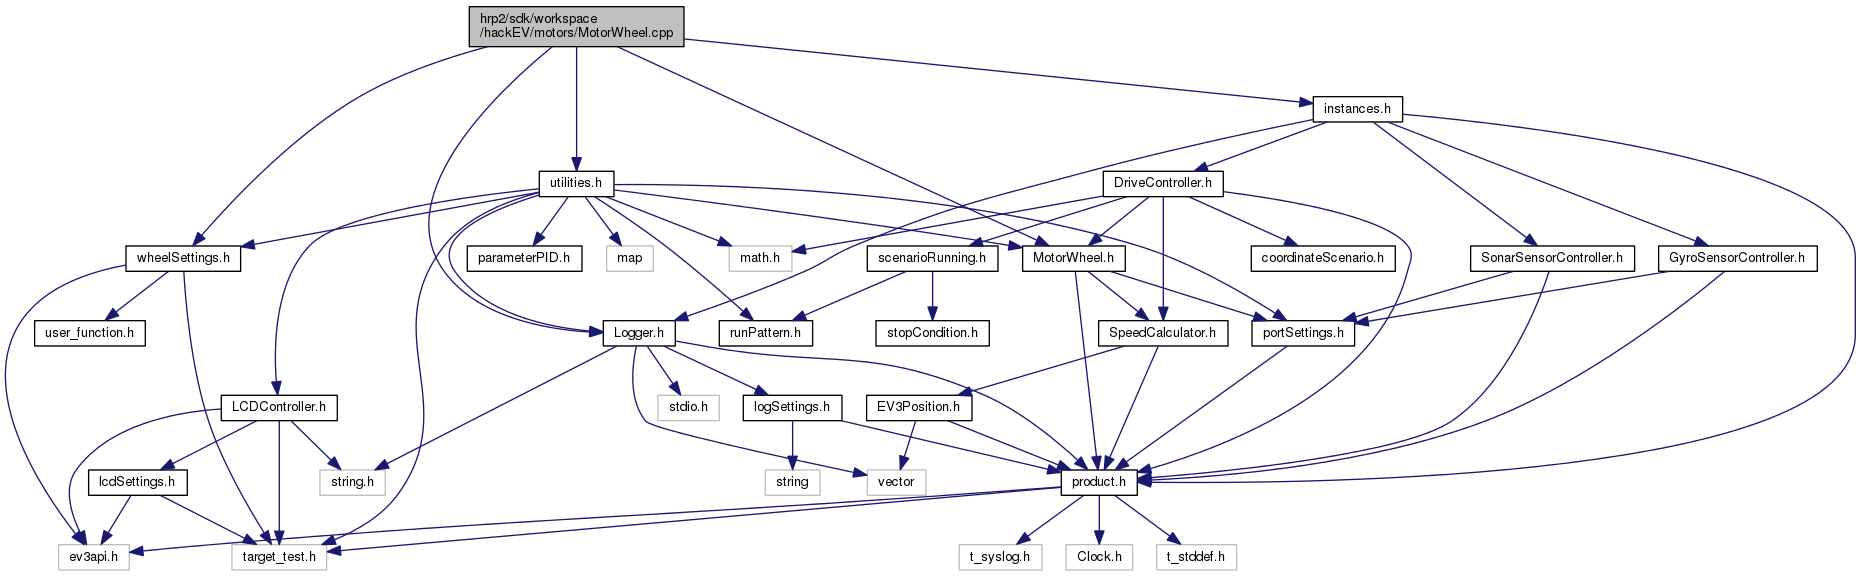 hrp2/sdk/workspace
/hackEV/motors/MotorWheel.cpp
instances.h
utilities.h
DriveController.h
wheelSettings.h
parameterPID.h
map
math.h
scenarioRunning.h
MotorWheel.h
coordinateScenario.h
SonarSensorController.h
GyroSensorController.h
user_function.h
Logger.h
runPattern.h
stopCondition.h
SpeedCalculator.h
portSettings.h
LCDController.h
stdio.h
logSettings.h
EV3Position.h
lcdSettings.h
string.h
string
vector
product.h
ev3api.h
target_test.h
t_syslog.h
Clock.h
t_stddef.h